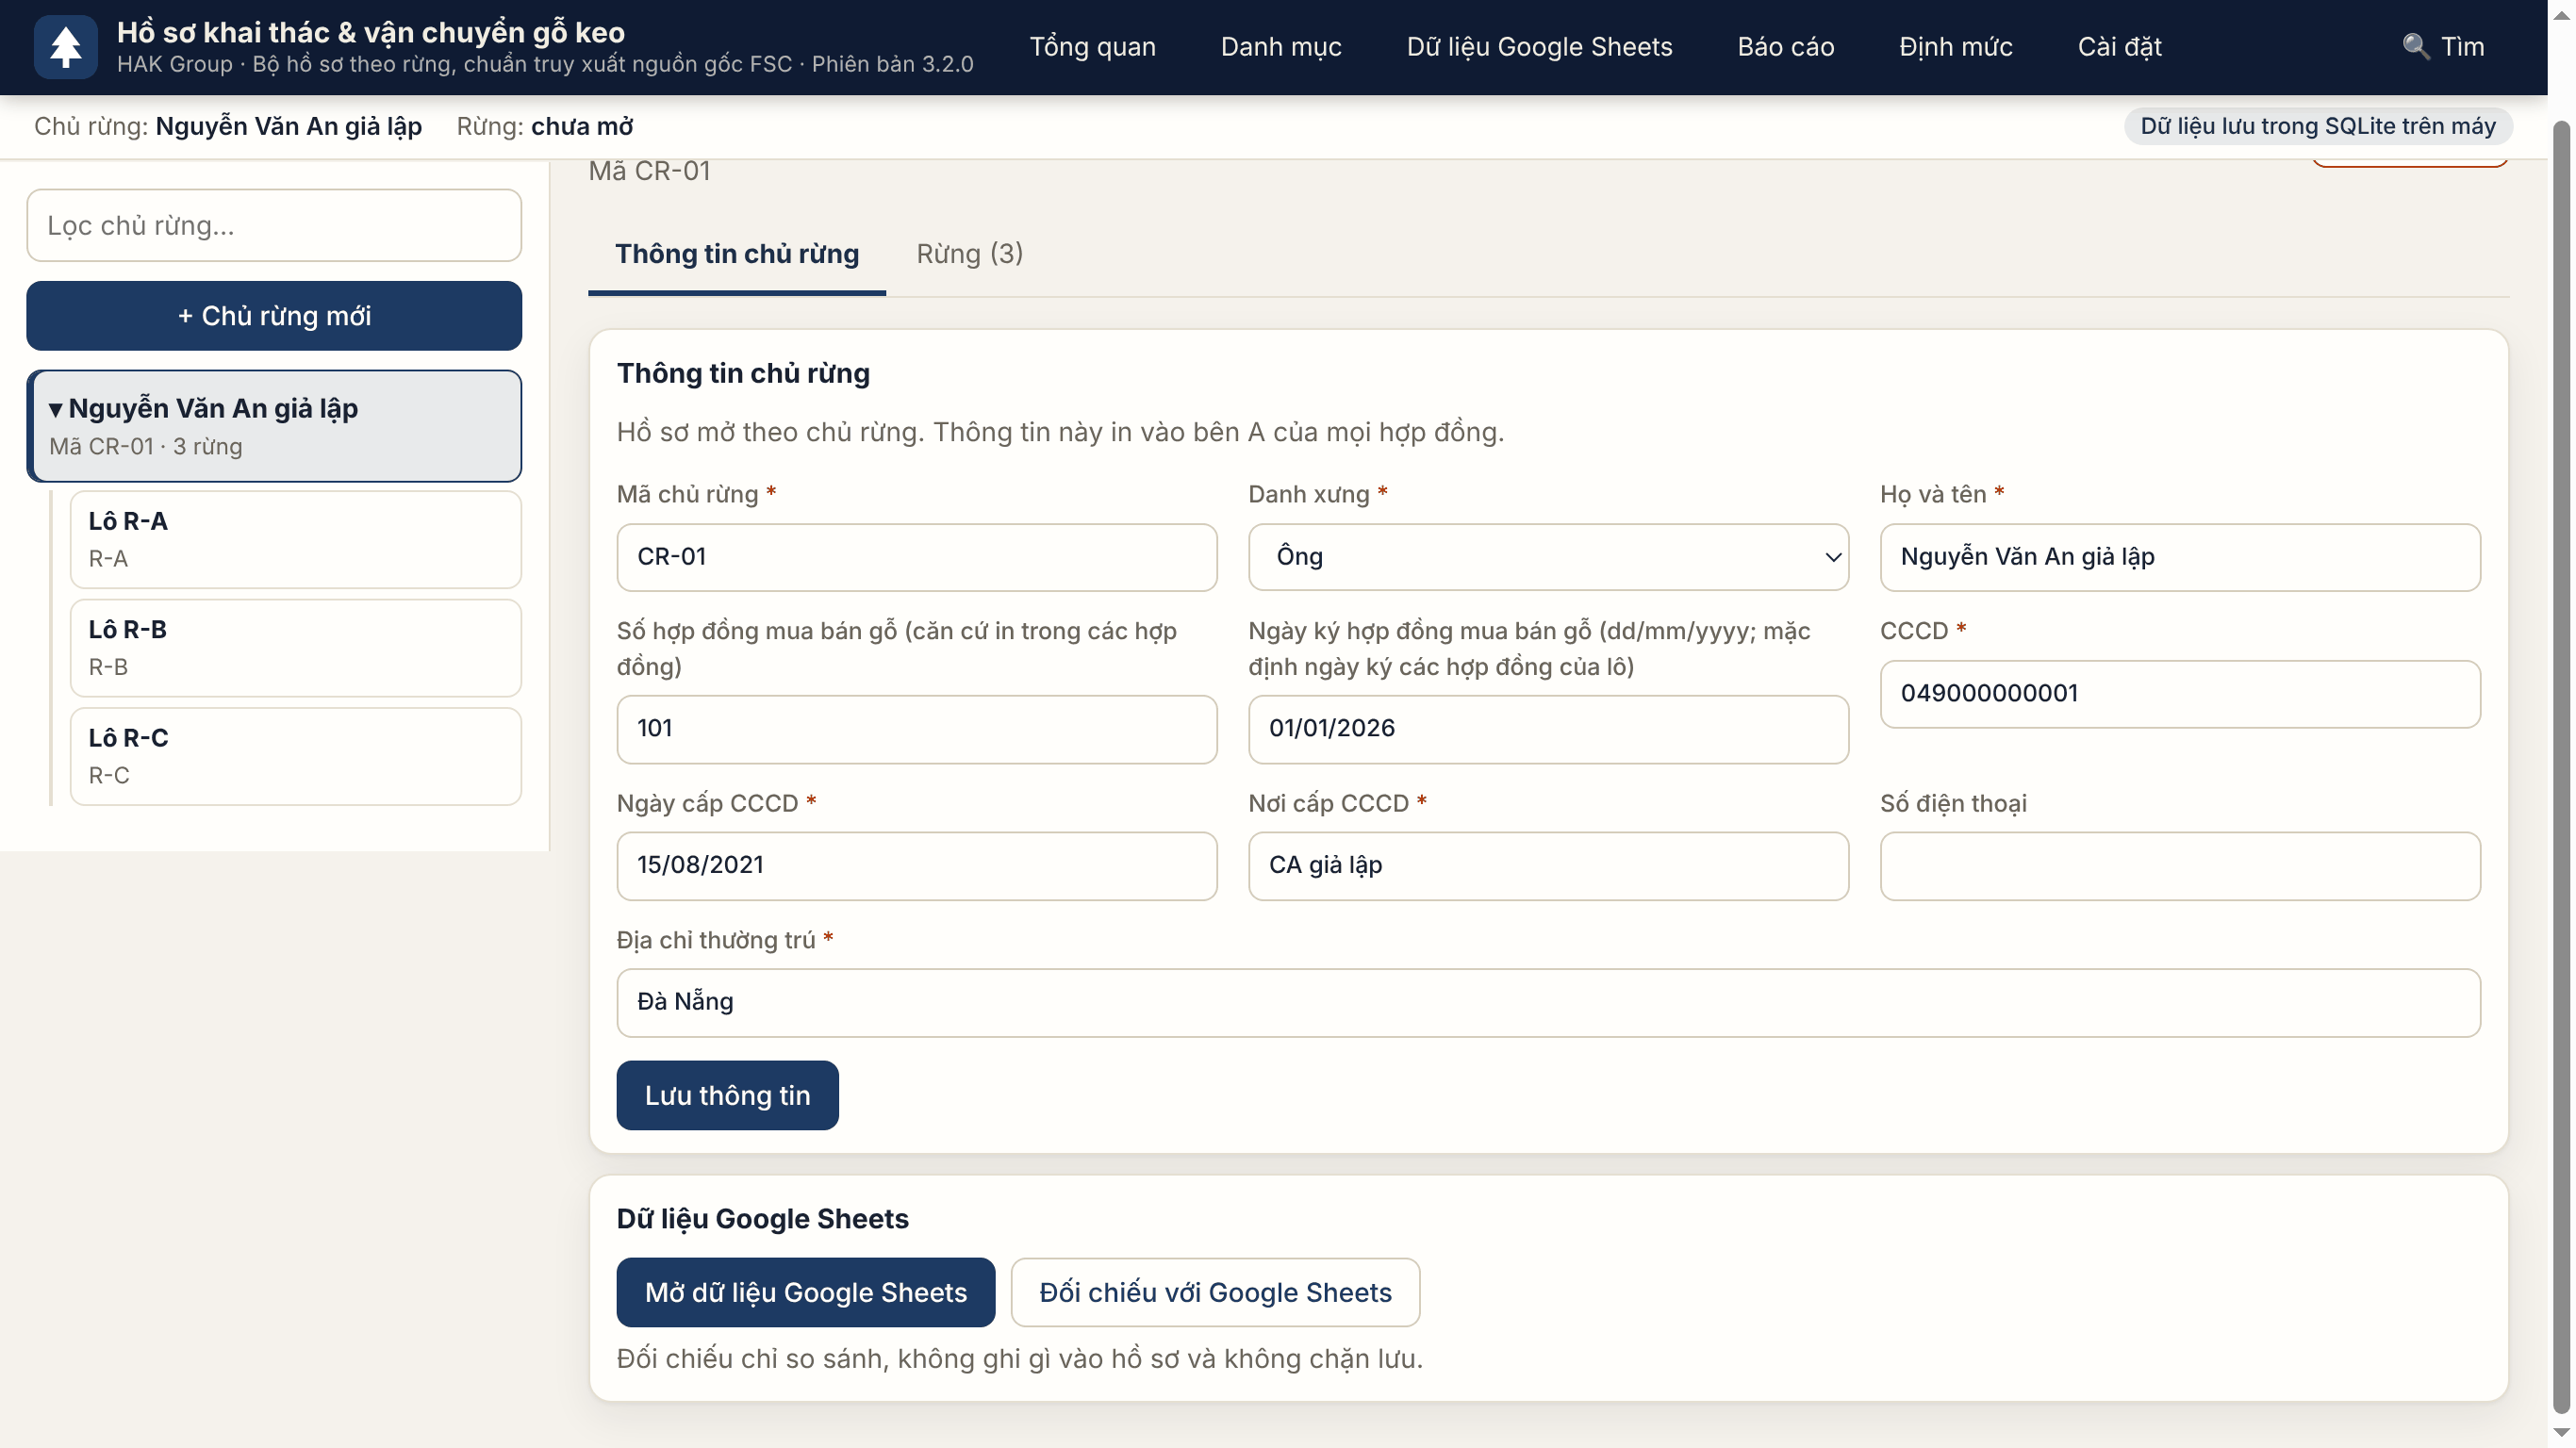 Hồ sơ khai thác & vận chuyển gỗ keo
HAK Group · Bộ hồ sơ theo rừng, chuẩn truy xuất nguồn gốc FSC · Phiên bản 3.2.0
Tổng quan
Danh mục
Dữ liệu Google Sheets
Báo cáo
Định mức
Cài đặt
Tìm
Chủ rừng: Nguyễn Văn An giả lập
Rừng: chưa mở
Dữ liệu lưu trong SQLite trên máy
Lọc chủ rừng...
+ Chủ rừng mới
▾ Nguyễn Văn An giả lập
Mã CR-01 · 3 rừng
Lô R-A
R-A
Lô R-B
R-B
Lô R-C
R-C
Mã CR-01
Thông tin chủ rừng
Rừng (3)
Thông tin chủ rừng
Hồ sơ mở theo chủ rừng. Thông tin này in vào bên A của mọi hợp đồng.
Mã chủ rừng *
CR-01
Danh xưng *
Ông
Họ và tên *
Nguyễn Văn An giả lập
Số hợp đồng mua bán gỗ (căn cứ in trong các hợp
đồng)
101
Ngày ký hợp đồng mua bán gỗ (dd/mm/yyyy; mặc
định ngày ký các hợp đồng của lô)
01/01/2026
CCCD *
049000000001
Ngày cấp CCCD *
15/08/2021
Nơi cấp CCCD *
CA giả lập
Số điện thoại
Địa chỉ thường trú *
Đà Nẵng
Lưu thông tin
Dữ liệu Google Sheets
Mở dữ liệu Google Sheets
Đối chiếu với Google Sheets
Đối chiếu chỉ so sánh, không ghi gì vào hồ sơ và không chặn lưu.